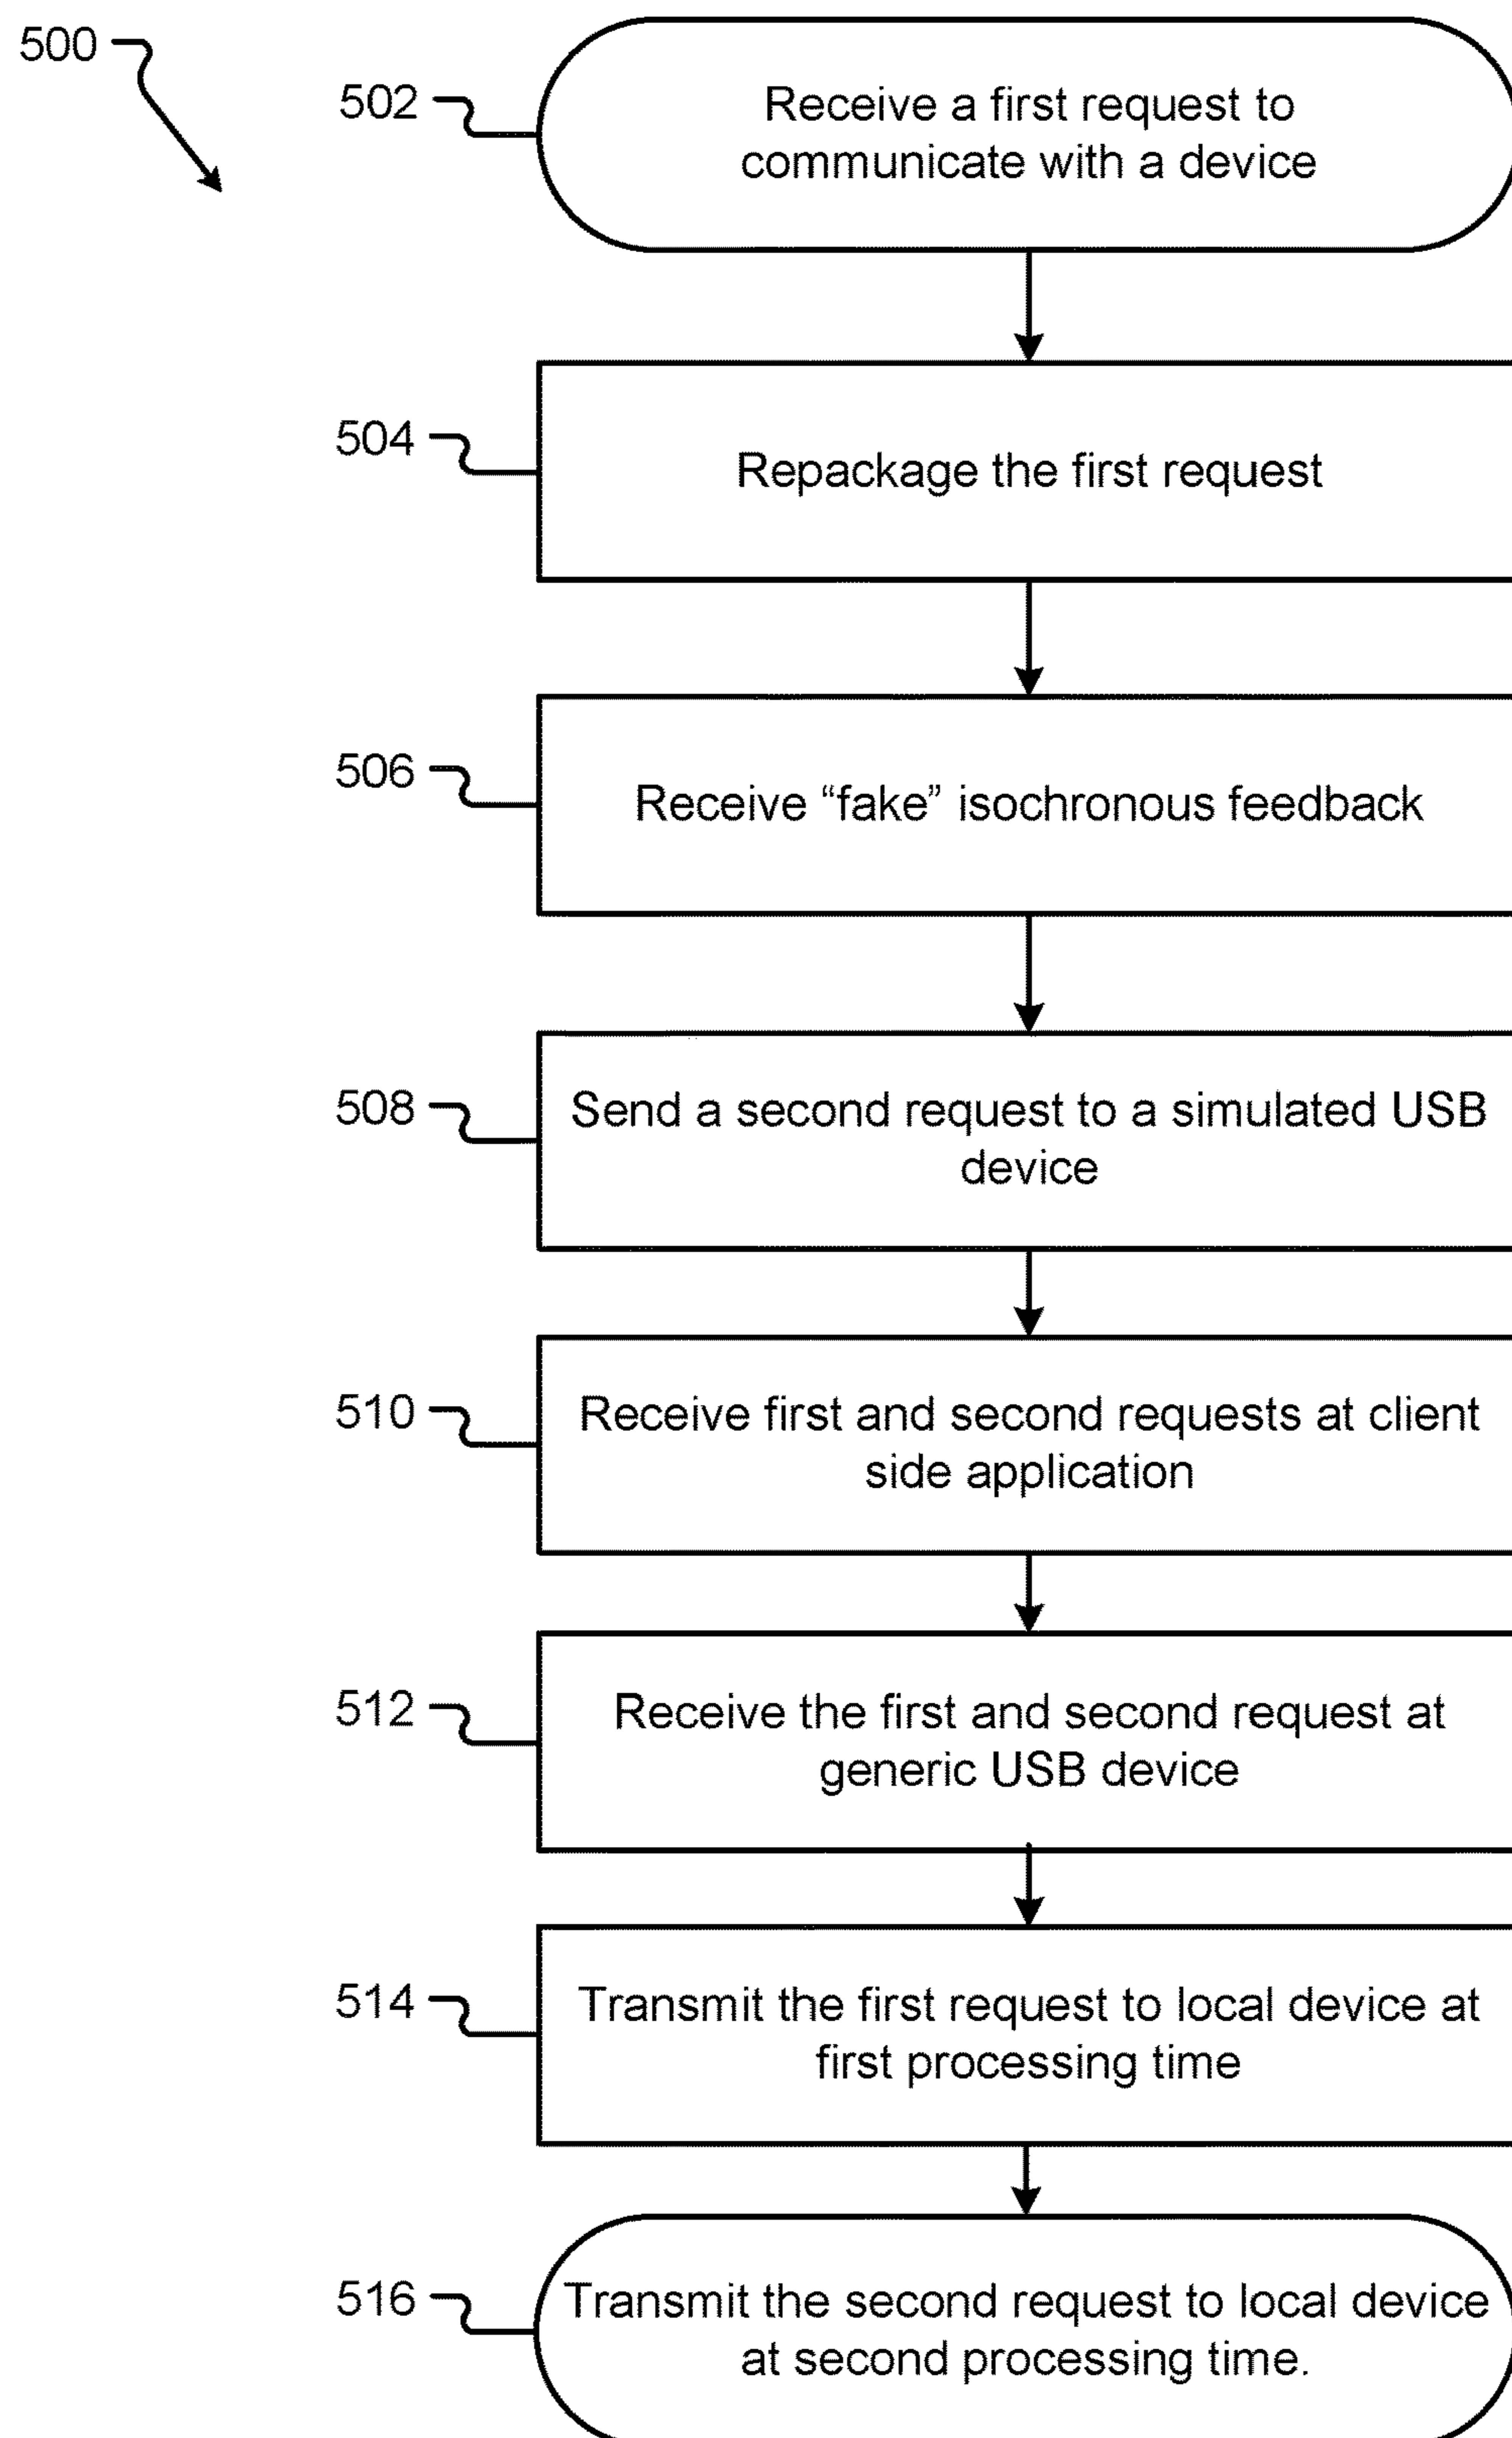 500
502
Receive a first request to
communicate with a device
504
Repackage the first request
506
Receive “fake” isochronous feedback
508
Send a second request to a simulated USB
device
510
Receive first and second requests at client
side application
512
Receive the first and second request at
generic USB device
514
Transmit the first request to local device at
first processing time
516
Transmit the second request to local device
at second processing time.